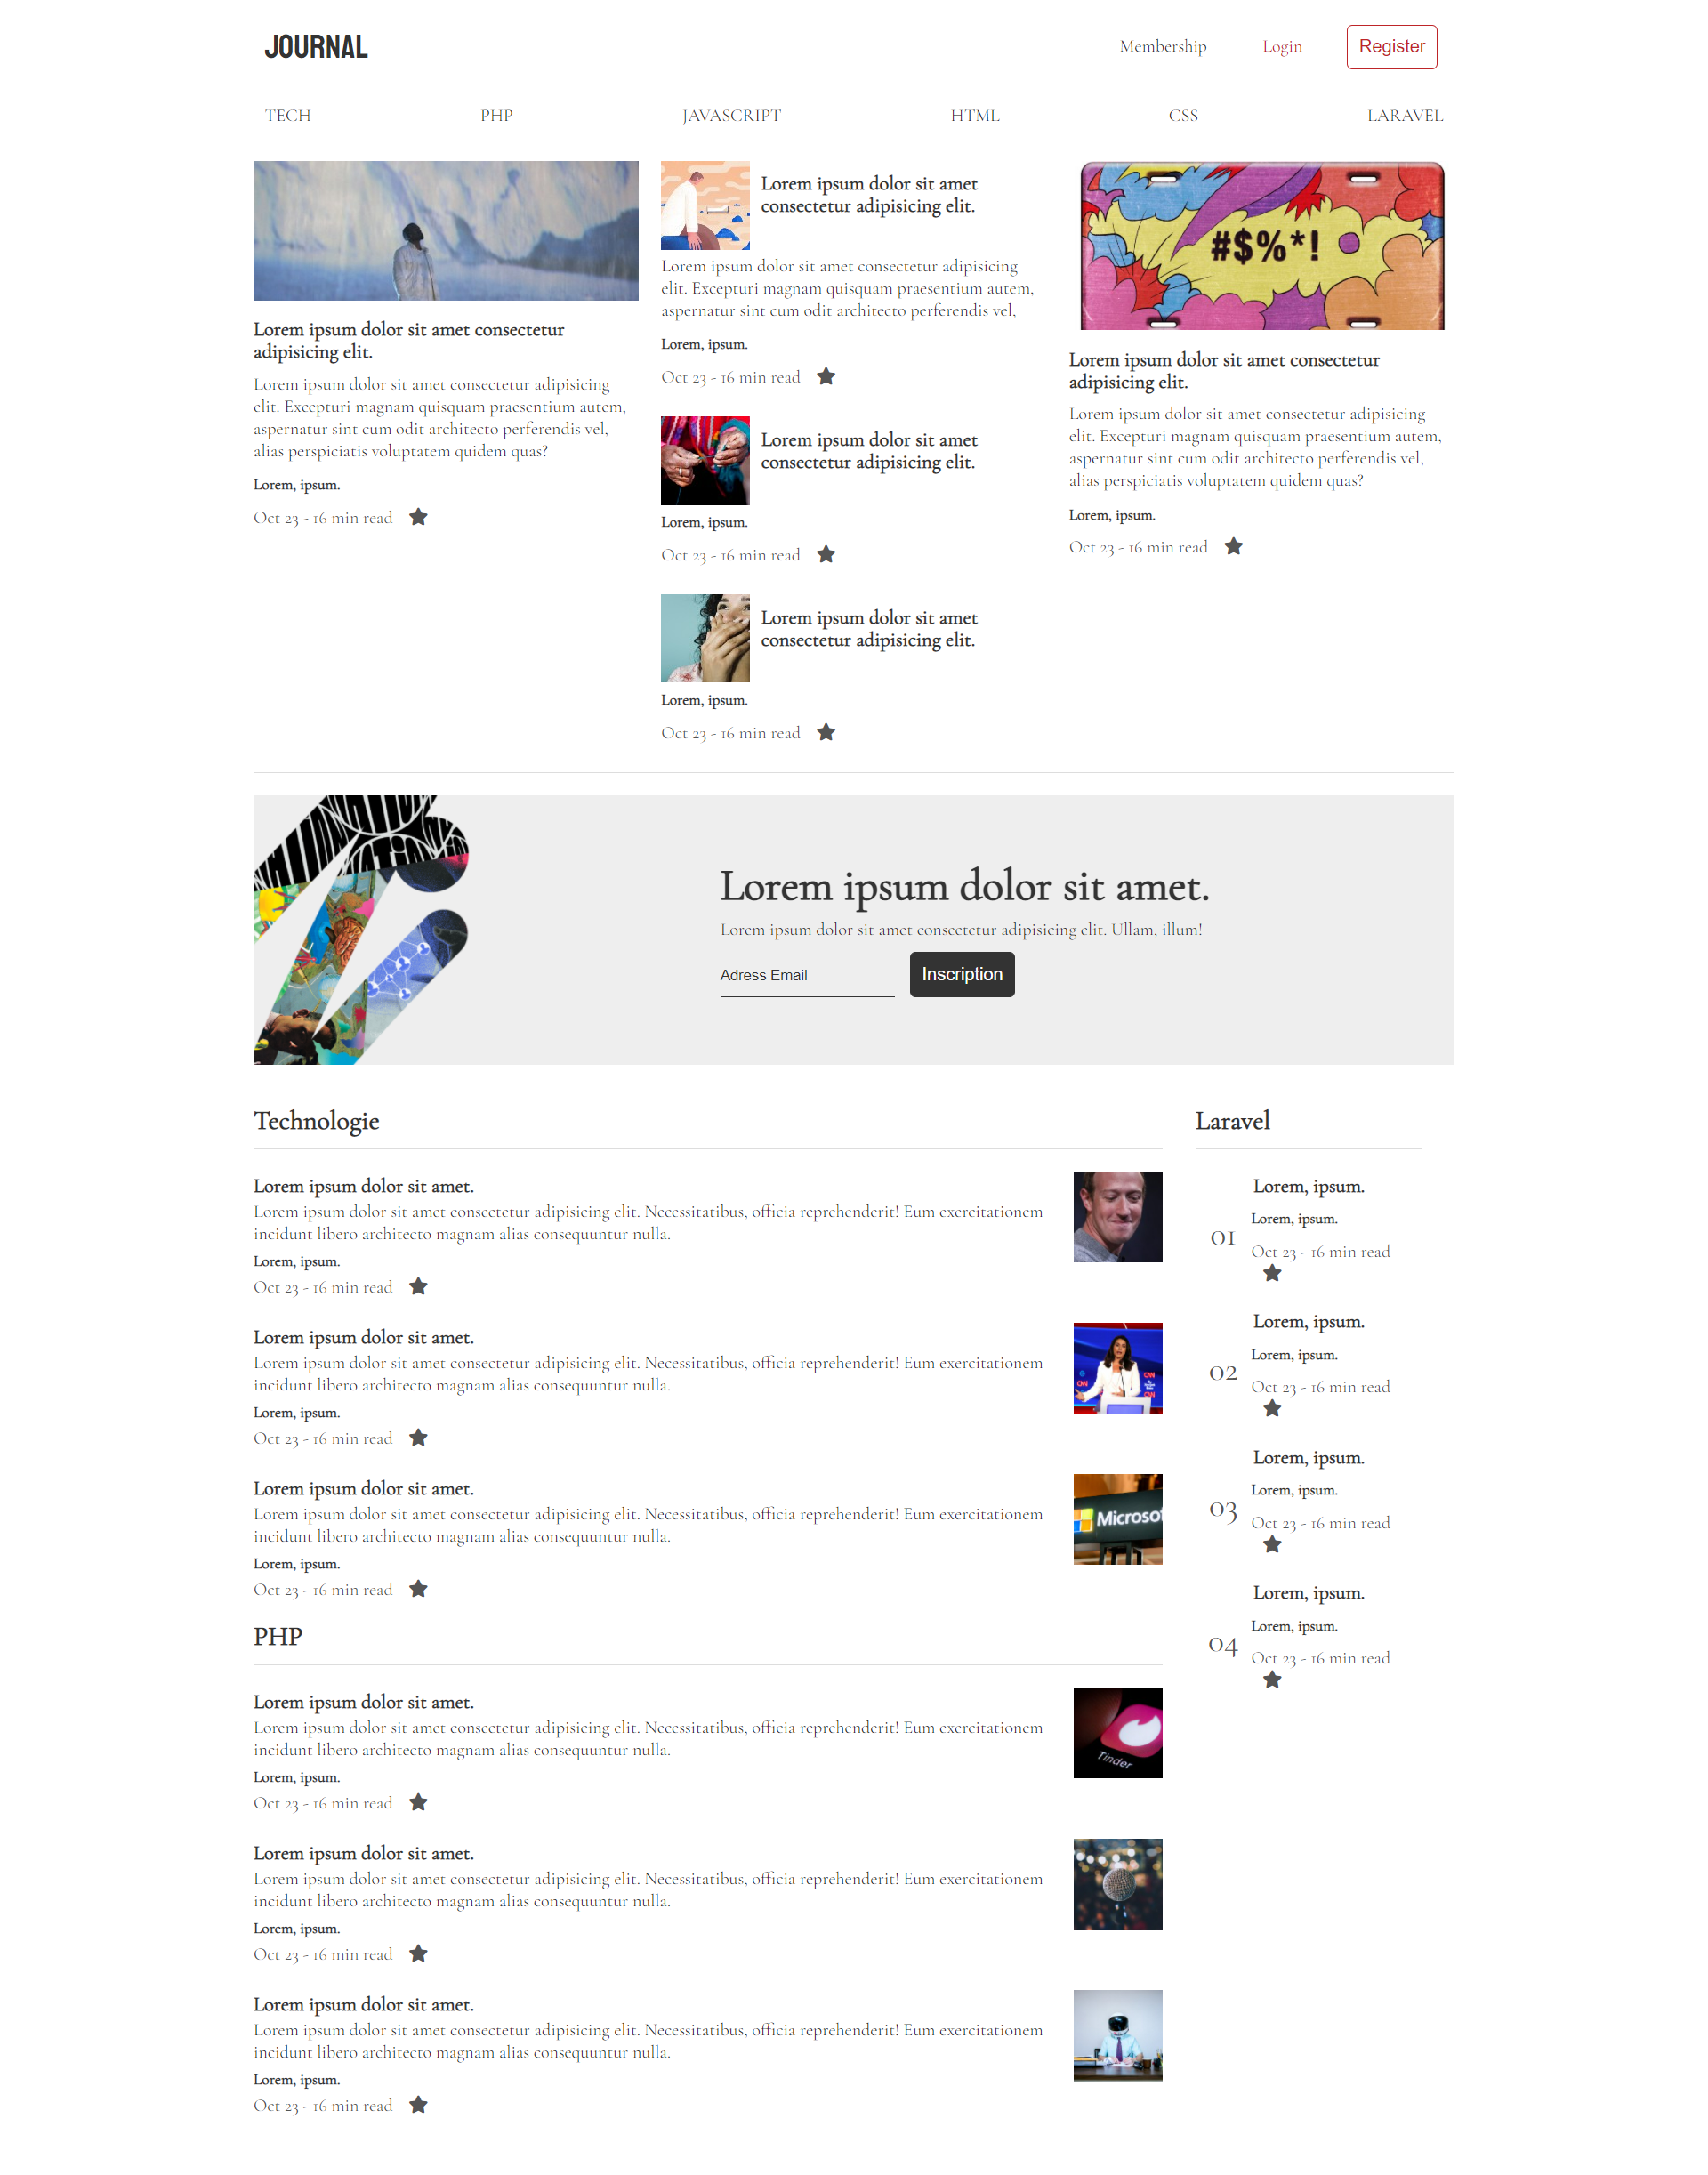 JOURNAL
Membership
Login
Register
TECH
PHP
JAVASCRIPT
HTML
CSS
LARAVEL
Lorem ipsum dolor sit amet consectetur
adipisicing elit.
Lorem ipsum dolor sit amet consectetur adipisicing
elit. Excepturi magnam quisquam praesentium autem,
aspernatur sint cum odit architecto perferendis vel,
alias perspiciatis voluptatem quidem quas?
Lorem, ipsum.
Oct 23 - 16 min read
Lorem ipsum dolor sit amet
consectetur adipisicing elit.
Lorem ipsum dolor sit amet consectetur adipisicing
elit. Excepturi magnam quisquam praesentium autem,
aspernatur sint cum odit architecto perferendis vel,
Lorem, ipsum.
Oct 23 - 16 min read
Lorem ipsum dolor sit amet
consectetur adipisicing elit.
Lorem, ipsum.
Oct 23 - 16 min read
Lorem ipsum dolor sit amet
consectetur adipisicing elit.
Lorem, ipsum.
Oct 23 - 16 min read
#$%*!
Lorem ipsum dolor sit amet consectetur
adipisicing elit.
Lorem ipsum dolor sit amet consectetur adipisicing
elit. Excepturi magnam quisquam praesentium autem,
aspernatur sint cum odit architecto perferendis vel,
alias perspiciatis voluptatem quidem quas?
Lorem, ipsum.
Oct 23 - 16 min read
Lorem ipsum dolor sit amet.
Lorem ipsum dolor sit amet consectetur adipisicing elit. Ullam, illum!
Adress Email
Inscription
Technologie
Lorem ipsum dolor sit amet.
Lorem ipsum dolor sit amet consectetur adipisicing elit. Necessitatibus, officia reprehenderit! Eum exercitationem
incidunt libero architecto magnam alias consequuntur nulla.
Lorem, ipsum.
Oct 23 - 16 min read
Lorem ipsum dolor sit amet.
Lorem ipsum dolor sit amet consectetur adipisicing elit. Necessitatibus, officia reprehenderit! Eum exercitationem
incidunt libero architecto magnam alias consequuntur nulla.
Lorem, ipsum.
Oct 23 - 16 min read
CNN
CNN
CNN
Lorem ipsum dolor sit amet.
Lorem ipsum dolor sit amet consectetur adipisicing elit. Necessitatibus, officia reprehenderit! Eum exercitationem
incidunt libero architecto magnam alias consequuntur nulla.
Lorem, ipsum.
Oct 23 - 16 min read
Microso
PHP
Lorem ipsum dolor sit amet.
Lorem ipsum dolor sit amet consectetur adipisicing elit. Necessitatibus, officia reprehenderit! Eum exercitationem
incidunt libero architecto magnam alias consequuntur nulla.
Lorem, ipsum.
Oct 23 - 16 min read
Tinder
Lorem ipsum dolor sit amet.
Lorem ipsum dolor sit amet consectetur adipisicing elit. Necessitatibus, officia reprehenderit! Eum exercitationem
incidunt libero architecto magnam alias consequuntur nulla.
Lorem, ipsum.
Oct 23 - 16 min read
Lorem ipsum dolor sit amet.
Lorem ipsum dolor sit amet consectetur adipisicing elit. Necessitatibus, officia reprehenderit! Eum exercitationem
incidunt libero architecto magnam alias consequuntur nulla.
Lorem, ipsum.
Oct 23 - 16 min read
Laravel
01
Lorem, ipsum.
Lorem, ipsum.
Oct 23 - 16 min read
02
Lorem, ipsum.
Lorem, ipsum.
Oct 23 - 16 min read
03
Lorem, ipsum.
Lorem, ipsum.
Oct 23 - 16 min read
04
Lorem, ipsum.
Lorem, ipsum.
Oct 23 - 16 min read